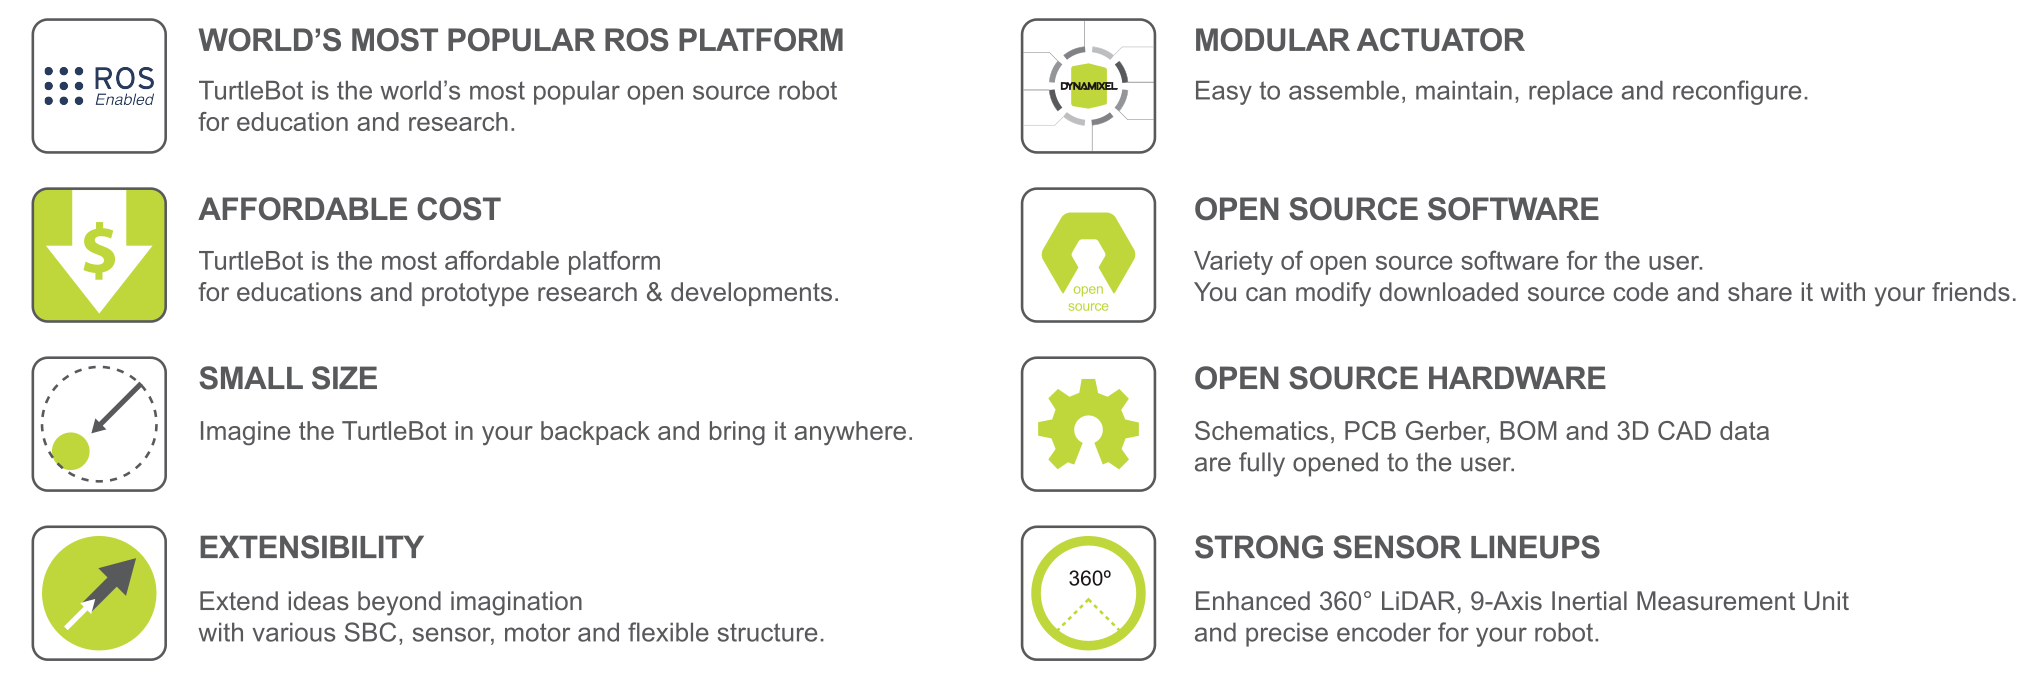 ROS
Enabled
WORLD’S MOST POPULAR ROS PLATFORM
TurtleBot is the world’s most popular open source robot
for education and research.
$
AFFORDABLE COST
TurtleBot is the most affordable platform
for educations and prototype research & developments.
SMALL SIZE
Imagine the TurtleBot in your backpack and bring it anywhere.
EXTENSIBILITY
Extend ideas beyond imagination
with various SBC, sensor, motor and flexible structure.
DYNAMIXEL
MODULAR ACTUATOR
Easy to assemble, maintain, replace and reconfigure.
open
source
OPEN SOURCE SOFTWARE
Variety of open source software for the user.
You can modify downloaded source code and share it with your friends.
OPEN SOURCE HARDWARE
Schematics, PCB Gerber, BOM and 3D CAD data
are fully opened to the user.
360º
STRONG SENSOR LINEUPS
Enhanced 360° LiDAR, 9-Axis Inertial Measurement Unit
and precise encoder for your robot.